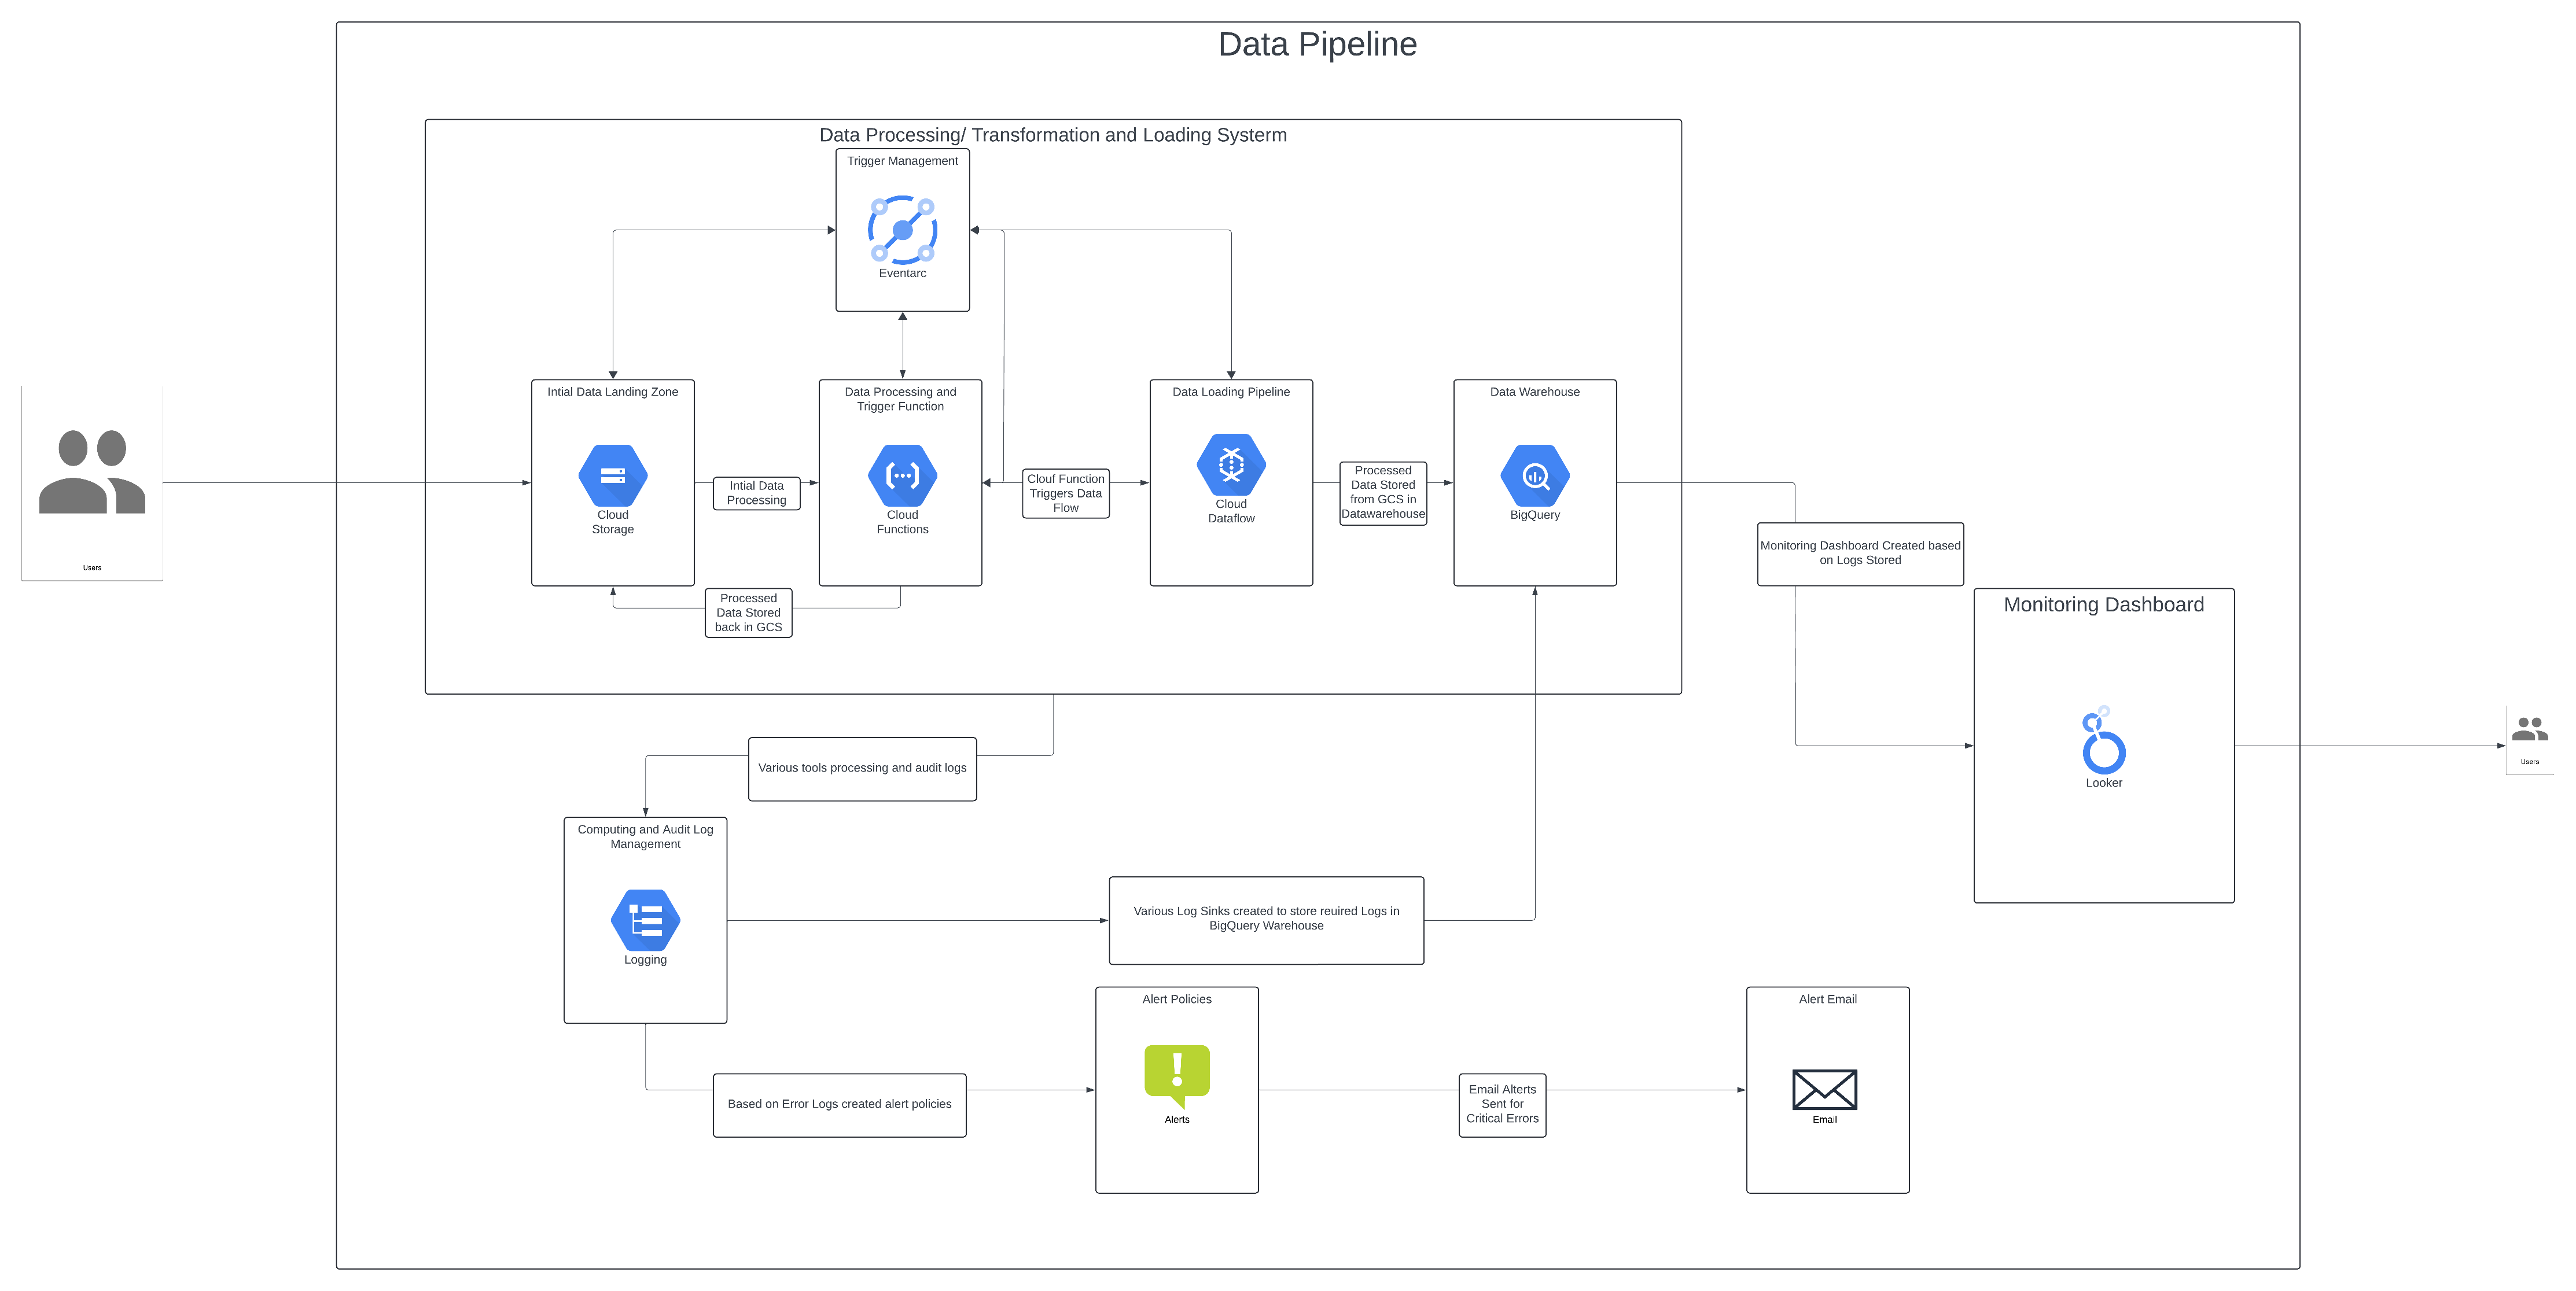 Data Pipeline
Data Processing/ Transformation and Loading Systerm
Trigger Management
Eventarc
Intial Data Landing Zone
Cloud
Storage
Intial Data
Processing
Data Processing and
Trigger Function
Cloud
Functions
Clouf Function
Triggers Data
Flow
Data Loading Pipeline
Cloud
Dataflow
Processed
Data Stored
from GCS in
Datawarehouse
Data Warehouse
BigQuery
Users
Processed
Data Stored
back in GCS
Monitoring Dashboard Created based
on Logs Stored
Monitoring Dashboard
Looker
Users
Various tools processing and audit logs
Computing and Audit Log
Management
Logging
Various Log Sinks created to store reuired Logs in
BigQuery Warehouse
Based on Error Logs created alert policies
Alert Policies
Alerts
Email Alterts
Sent for
Critical Errors
Alert Email
Email